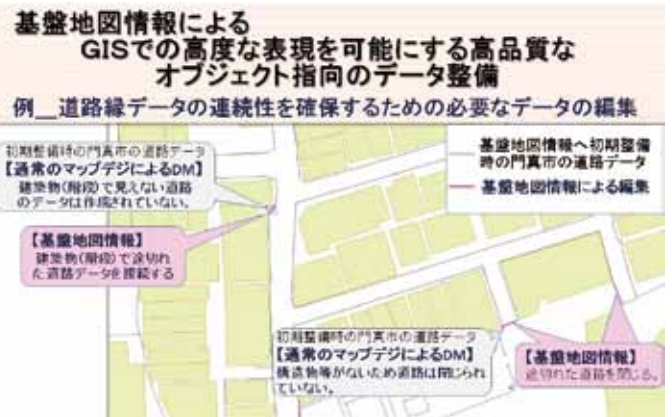 基盤地図情報による
GISでの高度な表現を可能にする高品質な
オブジェクト指向のデータ整備
例__道路縁データの連続性を確保するための必要なデータの編集
初期整備時の門真市の道路データ
【通常のマップデジによるDM】
建築物(階段)で見えない道路
のデータは作成されていない。
基盤地図情報へ初期整備
時の門真市の道路データ
基盤地図情報による編集
【基盤地図情報】
建築物(階段)で途切れ
た道路データを接続する
初期整備時の門真市の道路データ
【通常のマップデジによるDM】
構造物等がないため道路は閉じられ
ていない。
【基盤地図情報】
途切れた道路を閉じる。